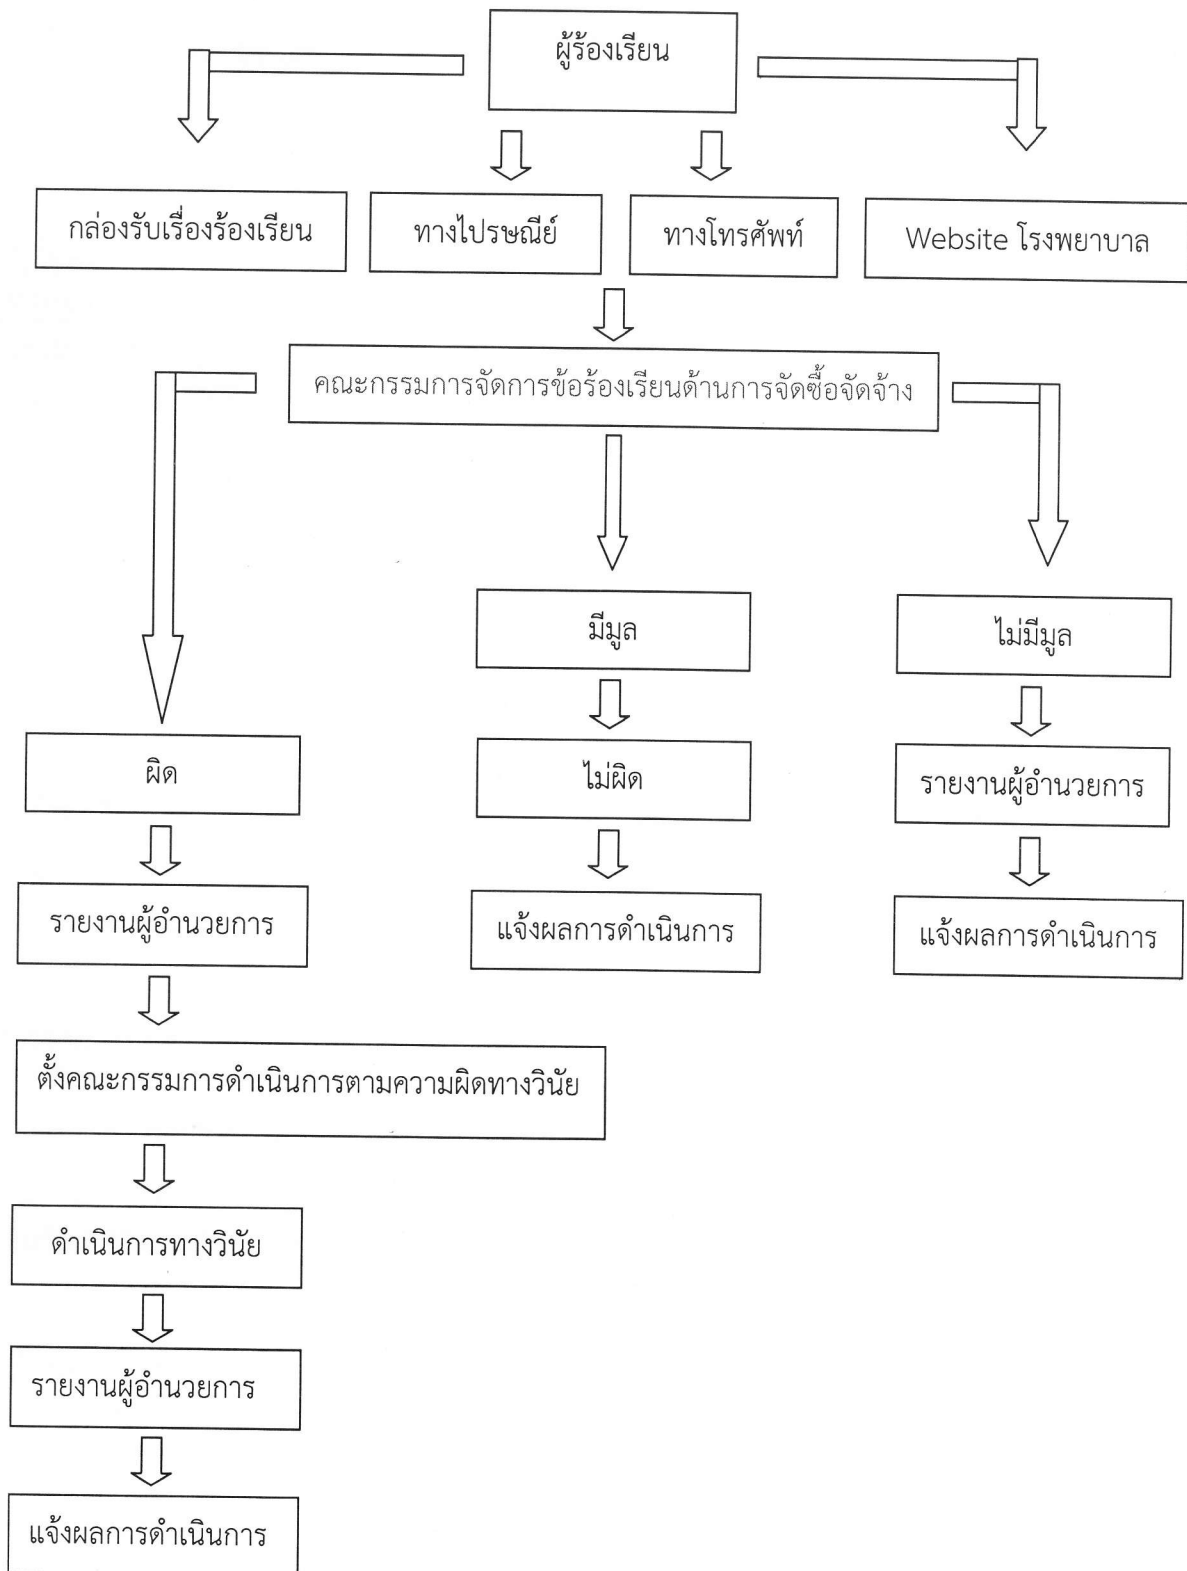 ผู้ร้องเรียน
กล่องรับเรื่องร้องเรียน
ทางไปรษณีย์
ทางโทรศัพท์
Website โรงพยาบาล
คณะกรรมการจัดการข้อร้องเรียนด้านการจัดซื้อจัดจ้าง
มีมูล
ไม่มีมูล
ผิด
ไม่ผิด
รายงานผู้อำนวยการ
รายงานผู้อำนวยการ
แจ้งผลการดำเนินการ
แจ้งผลการดำเนินการ
ตั้งคณะกรรมการดำเนินการตามความผิดทางวินัย
ดำเนินการทางวินัย
รายงานผู้อำนวยการ
แจ้งผลการดำเนินการ